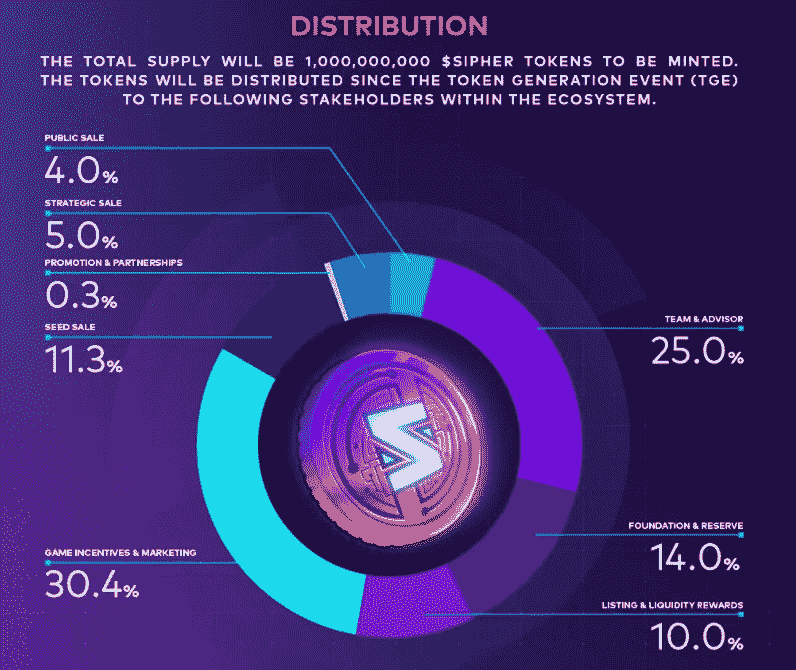 DISTRIBUTION
THE TOTAL SUPPLY WILL BE 1,000,000,000 $SIPHER TOKENS TO BE MINTED.
THE TOKENS WILL BE DISTRIBUTED SINCE THE TOKEN GENERATION EVENT (TGE)
TO THE FOLLOWING STAKEHOLDERS WITHIN THE ECOSYSTEM.
PUBLIC SALE
4.0%
STRATEGIC SALE
5.0%
PROMOTION & PARTNERSHIPS
0.3%
SEED SALE
11.3%
GAME INCENTIVES & MARKETING
30.4%
TEAM & ADVISOR
25.0%
FOUNDATION & RESERVE
14.0%
LISTING & LIQUIDITY REWARDS
10.0%